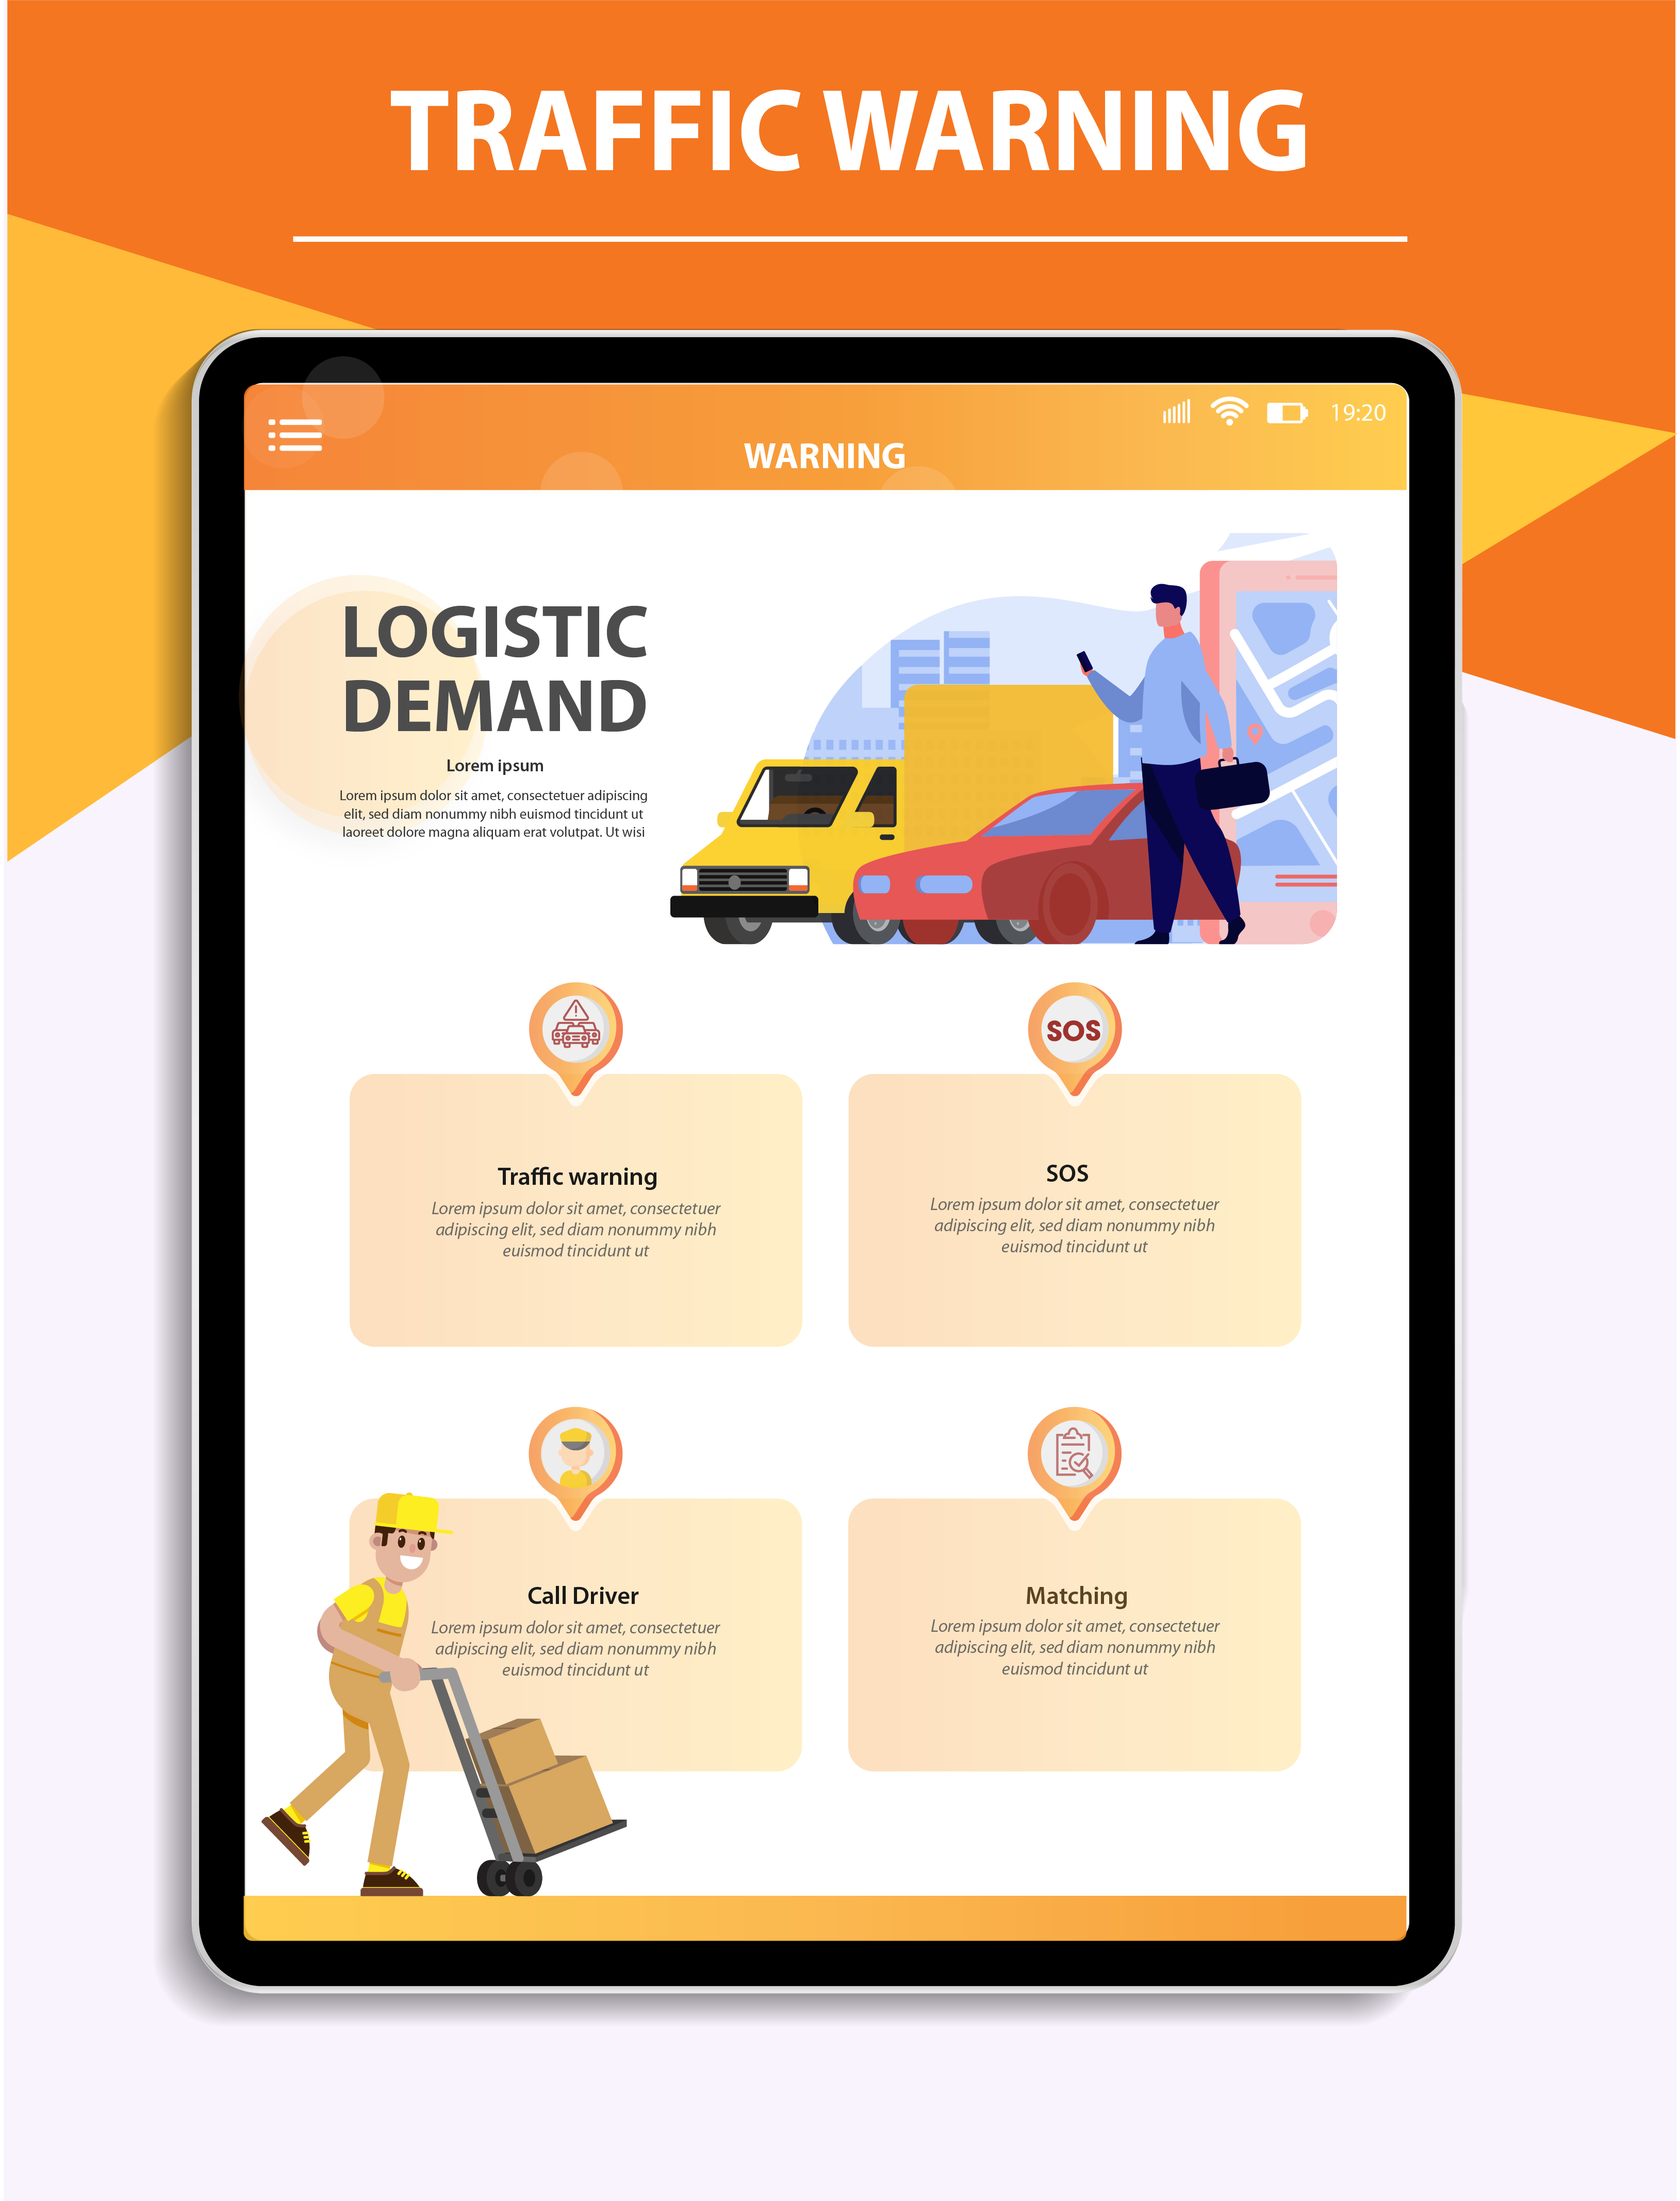 TRAFFIC WARNING
19:20
WARNING
LOGISTIC
DEMAND
Lorem ipsum
Lorem ipsum dolor sit amet, consectetuer adipiscing
elit, sed diam nonummy nibh euismod tincidunt ut
laoreet dolore magna aliquam erat volutpat. Ut wisi
Traffic warning
Lorem ipsum dolor sit amet, consectetuer
adipiscing elit, sed diam nonummy nibh
euismod tincidunt ut
SOS
SOS
Lorem ipsum dolor sit amet, consectetuer
adipiscing elit, sed diam nonummy nibh
euismod tincidunt ut
Call Driver
Lorem ipsum dolor sit amet, consectetuer
adipiscing elit, sed diam nonummy nibh
euismod tincidunt ut
Matching
Lorem ipsum dolor sit amet, consectetuer
adipiscing elit, sed diam nonummy nibh
euismod tincidunt ut